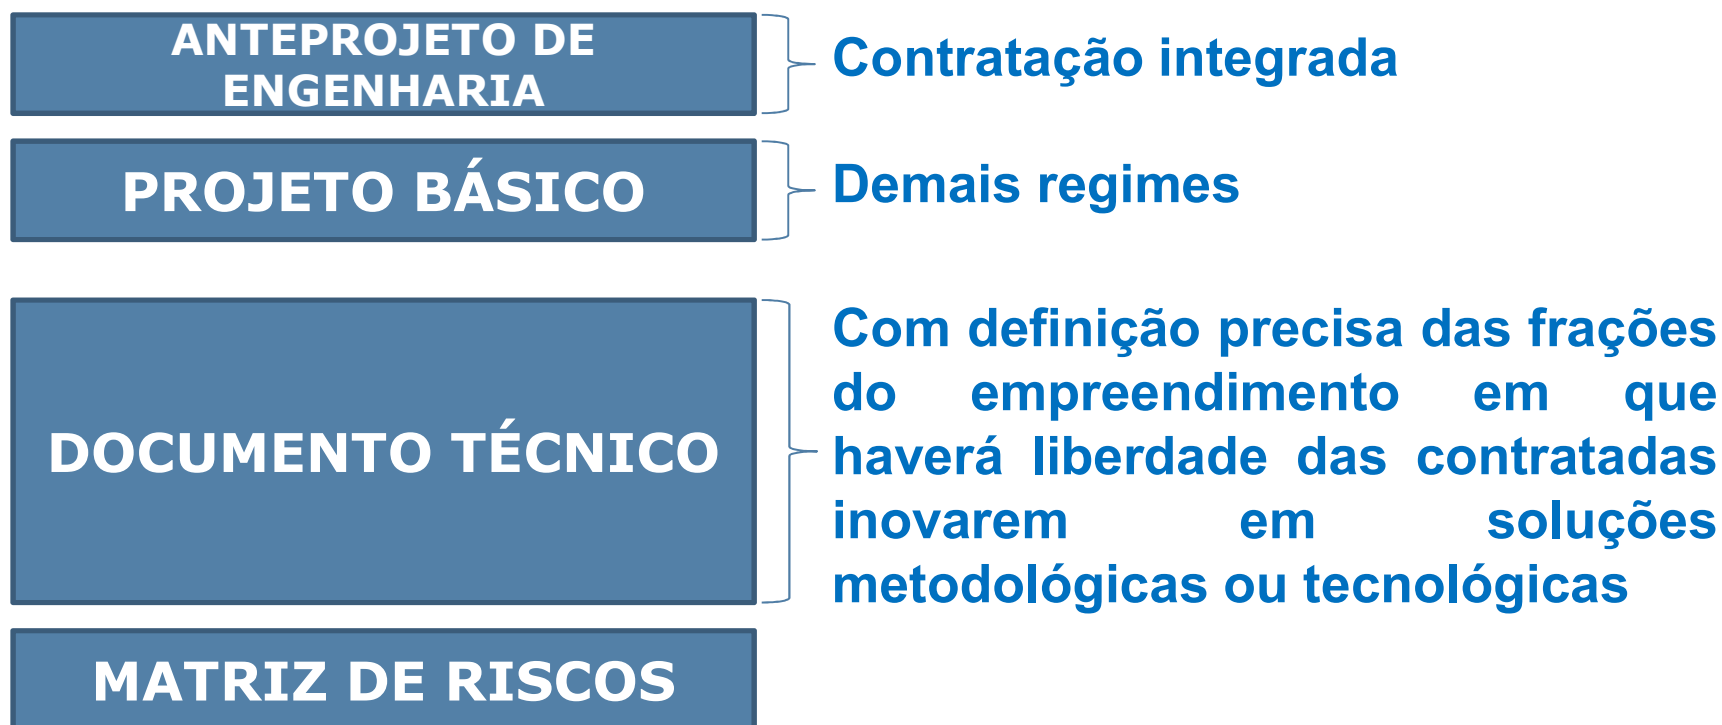 ANTEPROJETO DE
ENGENHARIA
Contratação integrada
PROJETO BÁSICO
Demais regimes
DOCUMENTO TÉCNICO
Com definição precisa das frações
do empreendimento em que
haverá liberdade das contratadas
inovarem em soluções
metodológicas ou tecnológicas
MATRIZ DE RISCOS